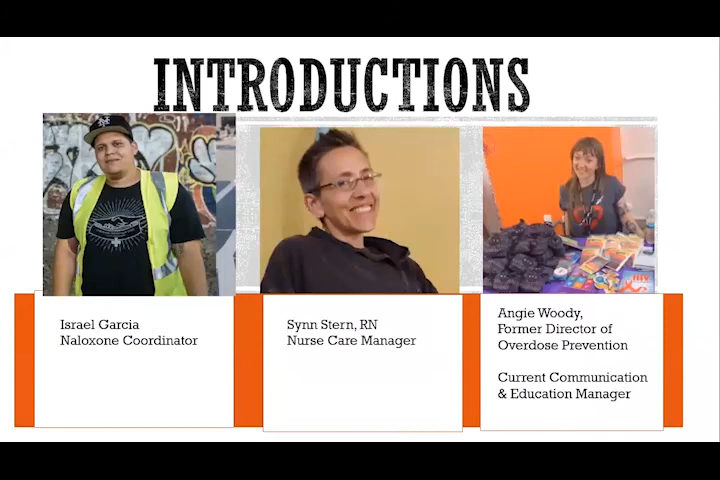 INTRODUCTIONS
Israel Garcia
Naloxone Coordinator
Synn Stern, RN
Nurse Care Manager
Angie Woody,
Former Director of
Overdose Prevention
Current Communication
& Education Manager
HIV